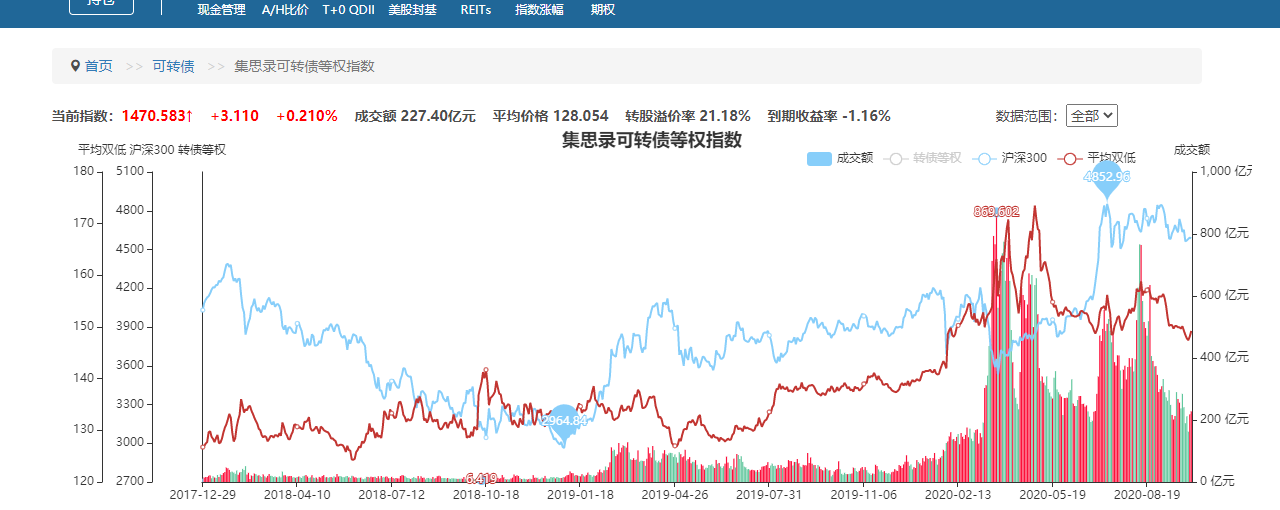 持仓
现金管理 A/H比价 T+0 QDII 美股封基 REITs 指数涨幅 期权
首页 >> 可转债 >> 集思录可转债等权指数
当前指数：1470.583↑ +3.110 +0.210% 成交额 227.40亿元 平均价格 128.054 转股溢价率 21.18% 到期收益率 -1.16% 数据范围：全部
集思录可转债等权指数
平均双低 沪深300 转债等权
成交额 转债等权 沪深300 平均双低
成交额
180 5100 1,000 亿元
4852.96
869.602
170 4800 800 亿元
4500
160 4200 600 亿元
150 3900
3600 400 亿元
140
130 3300 200 亿元
2964.84
3000
6.419
120 2700 0 亿元
2017-12-29 2018-04-10 2018-07-12 2018-10-18 2019-01-18 2019-04-26 2019-07-31 2019-11-06 2020-02-13 2020-05-19 2020-08-19